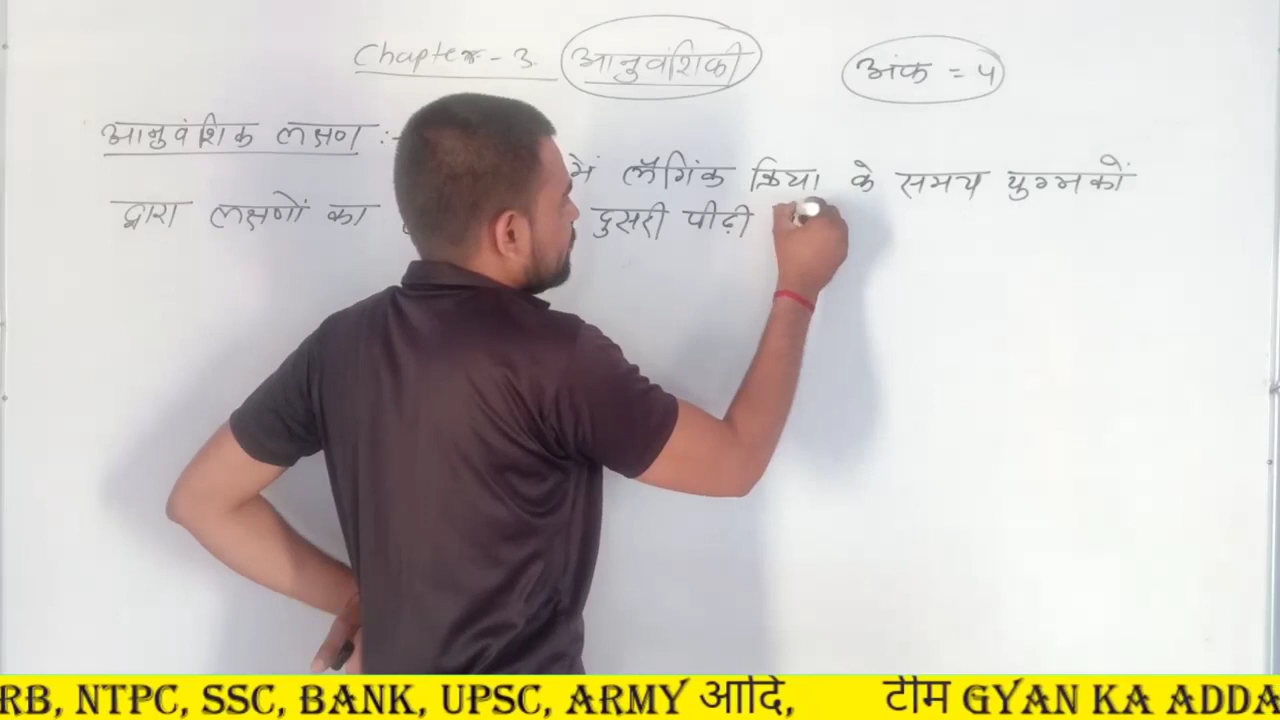 Chapter - 3. आनुवंशिकी अंक = 5
आनुवंशिक लक्षण :-
में लैंगिक क्रिया के समय युग्मकों
द्वारा लक्षणों का दुसरी पीढ़ी
RB, NTPC, SSC, BANK, UPSC, ARMY आदि, टीम GYAN KA ADDA